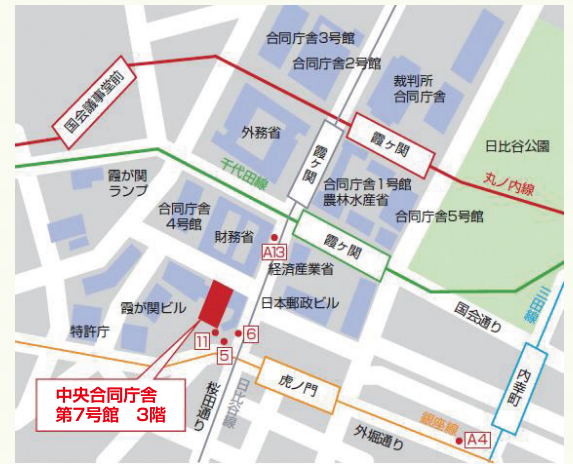 合同庁舎3号館
合同庁舎2号館
裁判所
合同庁舎
国会議事堂前
外務省
霞ヶ関
霞ヶ関
日比谷公園
千代田線
丸ノ内線
霞が関
ランプ
合同庁舎1号館
農林水産省
合同庁舎
4号館
財務省
合同庁舎5号館
A13
霞ヶ関
経済産業省
霞が関ビル
日本郵政ビル
国会通り
三田線
特許庁
11
5
6
内幸町
虎ノ門
中央合同庁舎
第7号館 3階
桜田通り
日比谷線
銀座線
外堀通り
A4